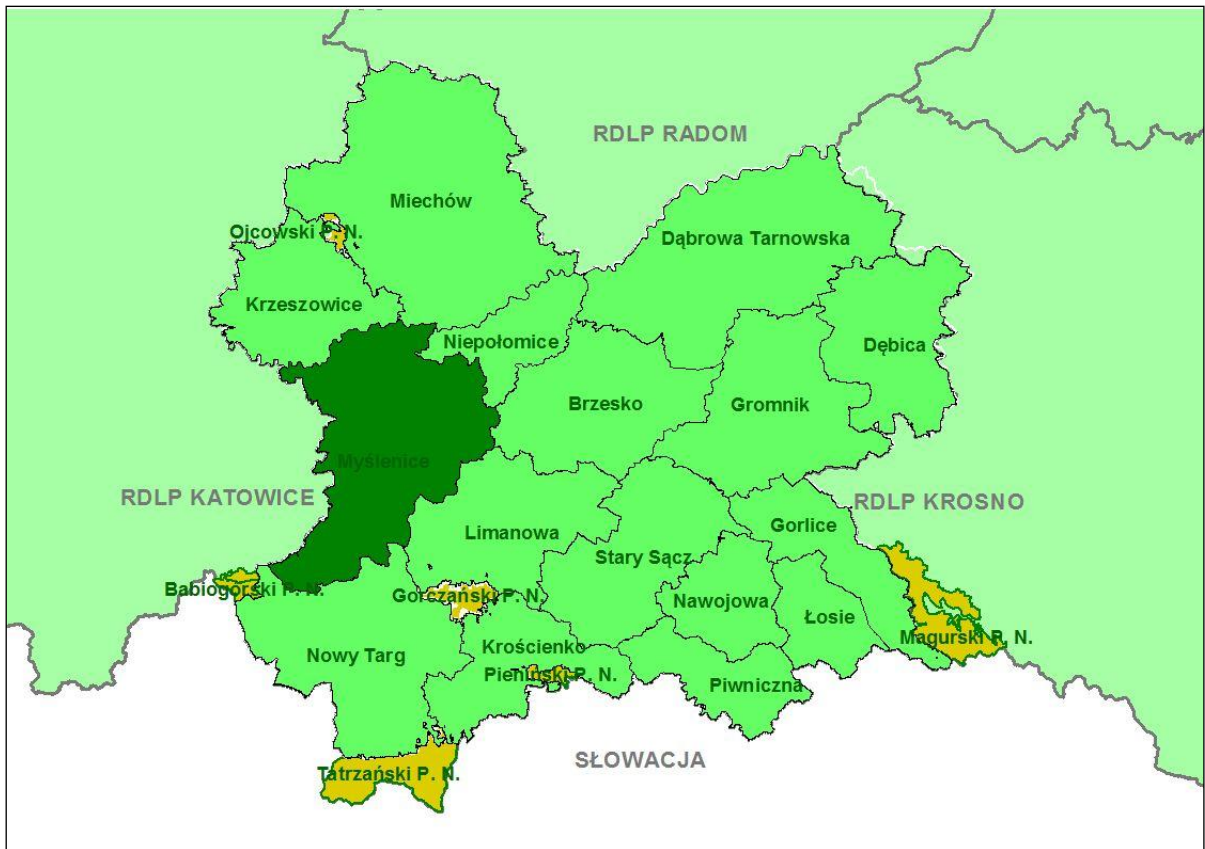 RDLP RADOM
Miechów
Ojcowski P. N.
Dąbrowa Tarnowska
Krzeszowice
Niepołomice
Dębica
Brzesko
Gromnik
Myślenice
RDLP KATOWICE
RDLP KROSNO
Limanowa
Gorlice
Stary Sącz
Babiogórski P. N.
Gorczański P. N.
Nawojowa
Łosie
Magurski P. N.
Krościenko
Nowy Targ
Pieniński P. N.
Piwniczna
SŁOWACJA
Tatrzański P. N.